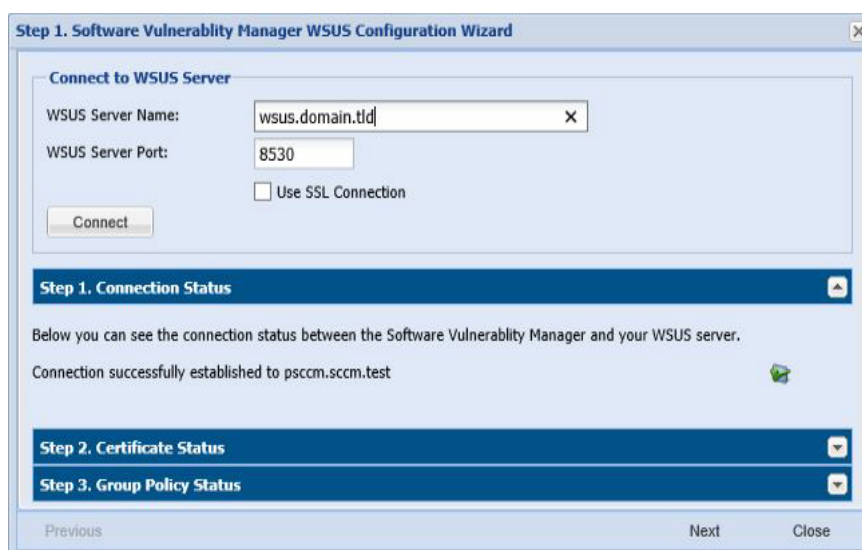 Step 1. Software Vulnerablity Manager WSUS Configuration Wizard
Connect to WSUS Server
WSUS Server Name: wsus.domain.tld
WSUS Server Port: 8530
Use SSL Connection
Connect
Step 1. Connection Status
Below you can see the connection status between the Software Vulnerablity Manager and your WSUS server.
Connection successfully established to psccm.sccm.test
Step 2. Certificate Status
Step 3. Group Policy Status
Previous Next Close